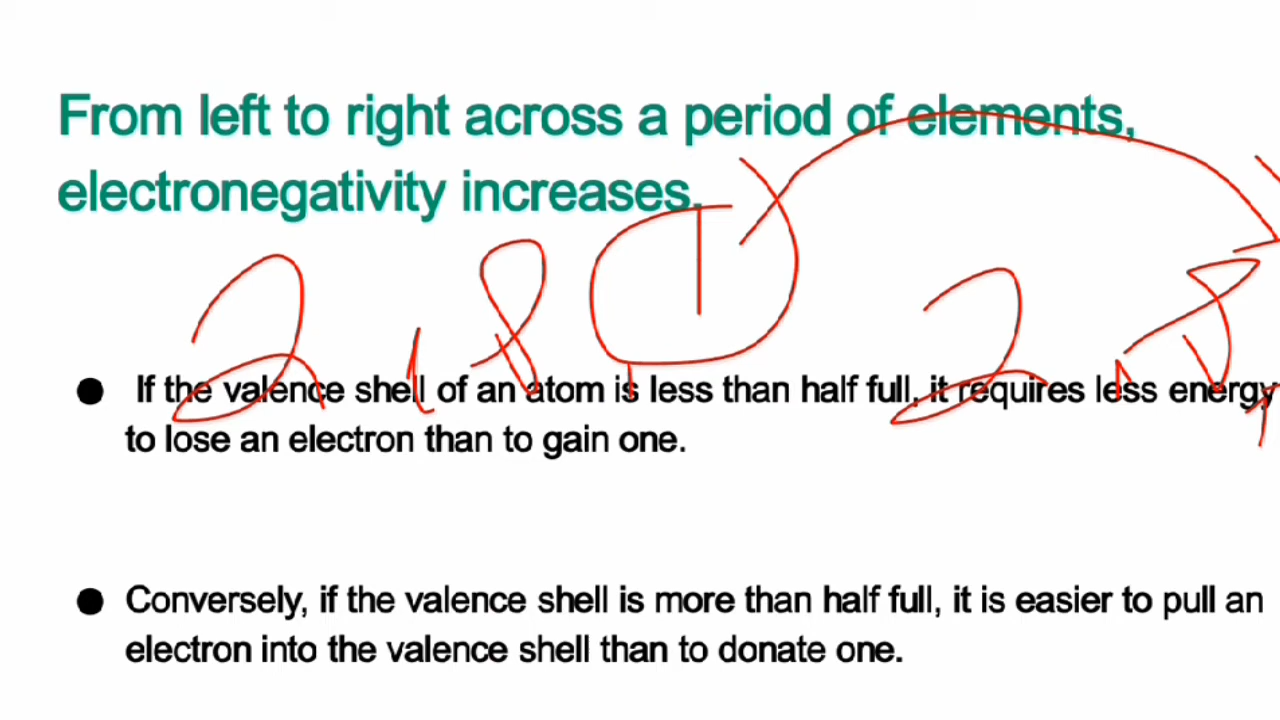 From left to right across a period of elements,
electronegativity increases.
2, 8, 1 2, 8,
● If the valence shell of an atom is less than half full, it requires less energy
to lose an electron than to gain one.
● Conversely, if the valence shell is more than half full, it is easier to pull an
electron into the valence shell than to donate one.